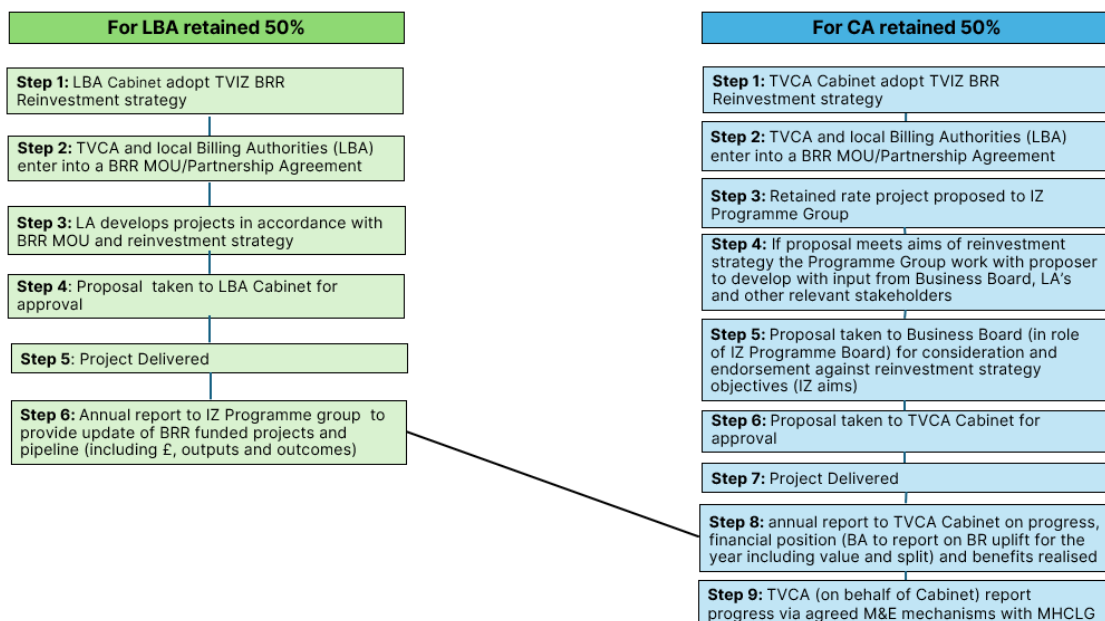 For LBA retained 50%
Step 1: LBA Cabinet adopt TVIZ BRR
Reinvestment strategy
Step 2: TVCA and local Billing Authorities (LBA)
enter into a BRR MOU/Partnership Agreement
Step 3: LA develops projects in accordance with
BRR MOU and reinvestment strategy
Step 4: Proposal taken to LBA Cabinet for
approval
Step 5: Project Delivered
Step 6: Annual report to IZ Programme group to
provide update of BRR funded projects and
pipeline (including £, outputs and outcomes)
For CA retained 50%
Step 1: TVCA Cabinet adopt TVIZ BRR
Reinvestment strategy
Step 2: TVCA and local Billing Authorities (LBA)
enter into a BRR MOU/Partnership Agreement
Step 3: Retained rate project proposed to IZ
Programme Group
Step 4: If proposal meets aims of reinvestment
strategy the Programme Group work with proposer
to develop with input from Business Board, LA's
and other relevant stakeholders
Step 5: Proposal taken to Business Board (in role
of IZ Programme Board) for consideration and
endorsement against reinvestment strategy
objectives (IZ aims)
Step 6: Proposal taken to TVCA Cabinet for
approval
Step 7: Project Delivered
Step 8: annual report to TVCA Cabinet on progress,
financial position (BA to report on BR uplift for the
year including value and split) and benefits realised
Step 9: TVCA (on behalf of Cabinet) report
progress via agreed M&E mechanisms with MHCLG